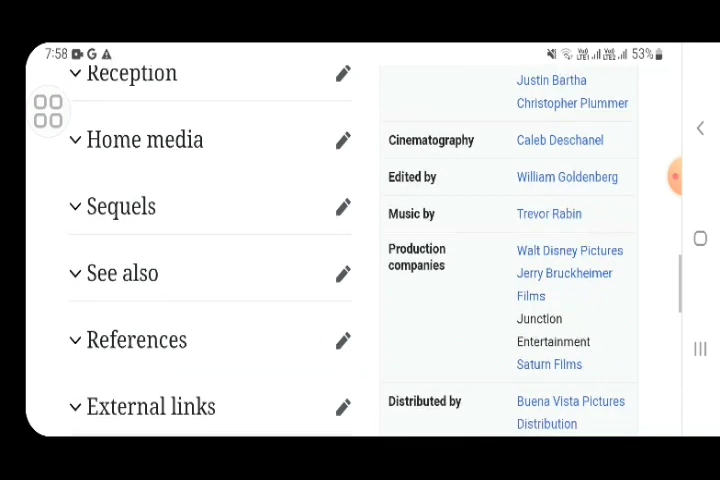 7:58 G 53%
Reception
Home media
Sequels
See also
References
External links
Justin Bartha
Christopher Plummer
Cinematography Caleb Deschanel
Edited by William Goldenberg
Music by Trevor Rabin
Production companies Walt Disney Pictures
Jerry Bruckheimer
Films
Junction
Entertainment
Saturn Films
Distributed by Buena Vista Pictures
Distribution